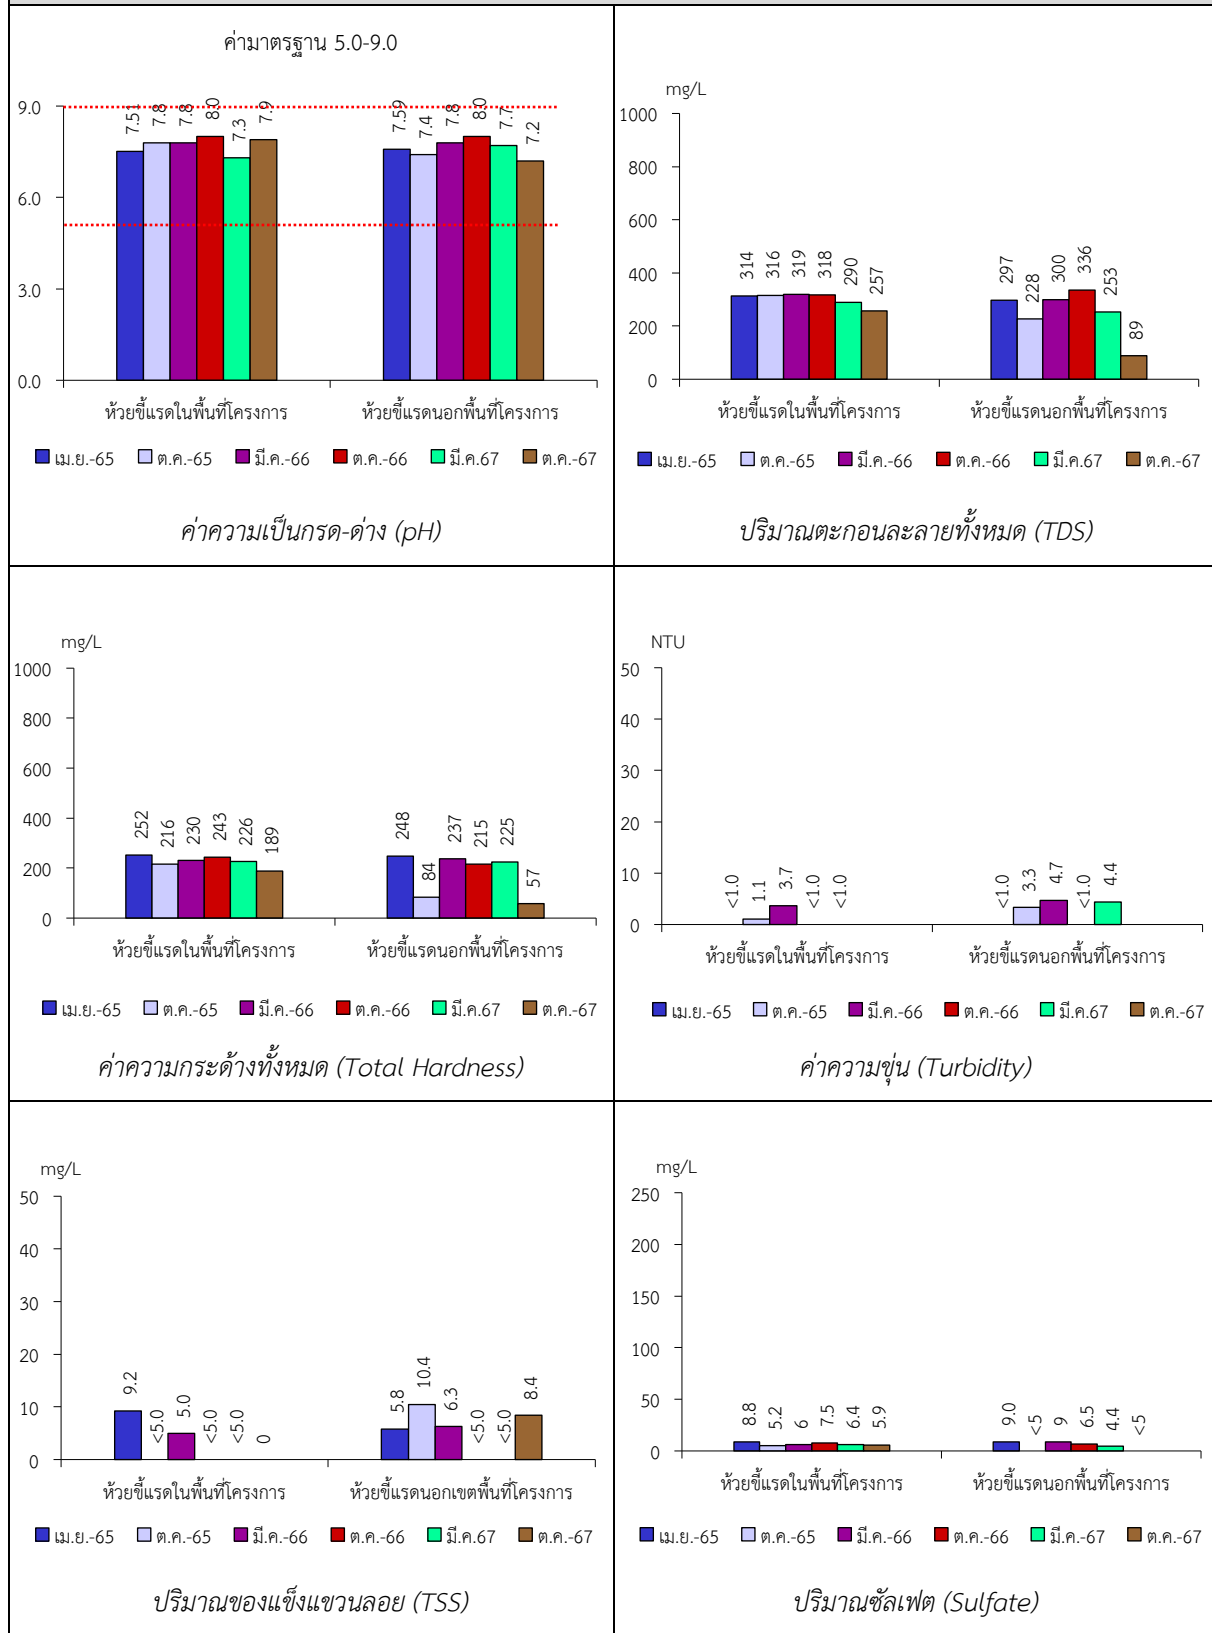 ค่ามาตรฐาน 5.0-9.0
9.0
6.0
3.0
0.0
7.51 7.8 7.8 8.0 7.3 7.9
7.59 7.4 7.8 8.0 7.7 7.2
ห้วยขี้แรดในพื้นที่โครงการ ห้วยขี้แรดนอกพื้นที่โครงการ
เม.ย.-65 ต.ค.-65 มี.ค.-66 ต.ค.-66 มี.ค.67 ต.ค.-67
ค่าความเป็นกรด-ด่าง (pH)
mg/L
1000
800
600
400
200
0
314 316 319 318 290 257
297 228 300 336 253 89
ห้วยขี้แรดในพื้นที่โครงการ ห้วยขี้แรดนอกพื้นที่โครงการ
เม.ย.-65 ต.ค.-65 มี.ค.-66 ต.ค.-66 มี.ค.67 ต.ค.-67
ปริมาณตะกอนละลายทั้งหมด (TDS)
mg/L
1000
800
600
400
200
0
252 216 230 243 226 189
248 84 237 215 225 57
ห้วยขี้แรดในพื้นที่โครงการ ห้วยขี้แรดนอกพื้นที่โครงการ
เม.ย.-65 ต.ค.-65 มี.ค.-66 ต.ค.-66 มี.ค.67 ต.ค.-67
ค่าความกระด้างทั้งหมด (Total Hardness)
NTU
50
40
30
20
10
0
<1.0 1.1 3.7 <1.0 <1.0
<1.0 3.3 4.7 <1.0 4.4
ห้วยขี้แรดในพื้นที่โครงการ ห้วยขี้แรดนอกพื้นที่โครงการ
เม.ย.-65 ต.ค.-65 มี.ค.-66 ต.ค.-66 มี.ค.67 ต.ค.-67
ค่าความขุ่น (Turbidity)
mg/L
50
40
30
20
10
0
9.2 <5.0 5.0 <5.0 <5.0 0
5.8 10.4 6.3 <5.0 <5.0 8.4
ห้วยขี้แรดในพื้นที่โครงการ ห้วยขี้แรดนอกเขตพื้นที่โครงการ
เม.ย.-65 ต.ค.-65 มี.ค.-66 ต.ค.-66 มี.ค.67 ต.ค.-67
ปริมาณของแข็งแขวนลอย (TSS)
mg/L
250
200
150
100
50
0
8.8 5.2 6 7.5 6.4 5.9
9.0 <5 9 6.5 4.4 <5
ห้วยขี้แรดในพื้นที่โครงการ ห้วยขี้แรดนอกพื้นที่โครงการ
เม.ย.-65 ต.ค.-65 มี.ค.-66 ต.ค.-66 มี.ค.-67 ต.ค.-67
ปริมาณซัลเฟต (Sulfate)